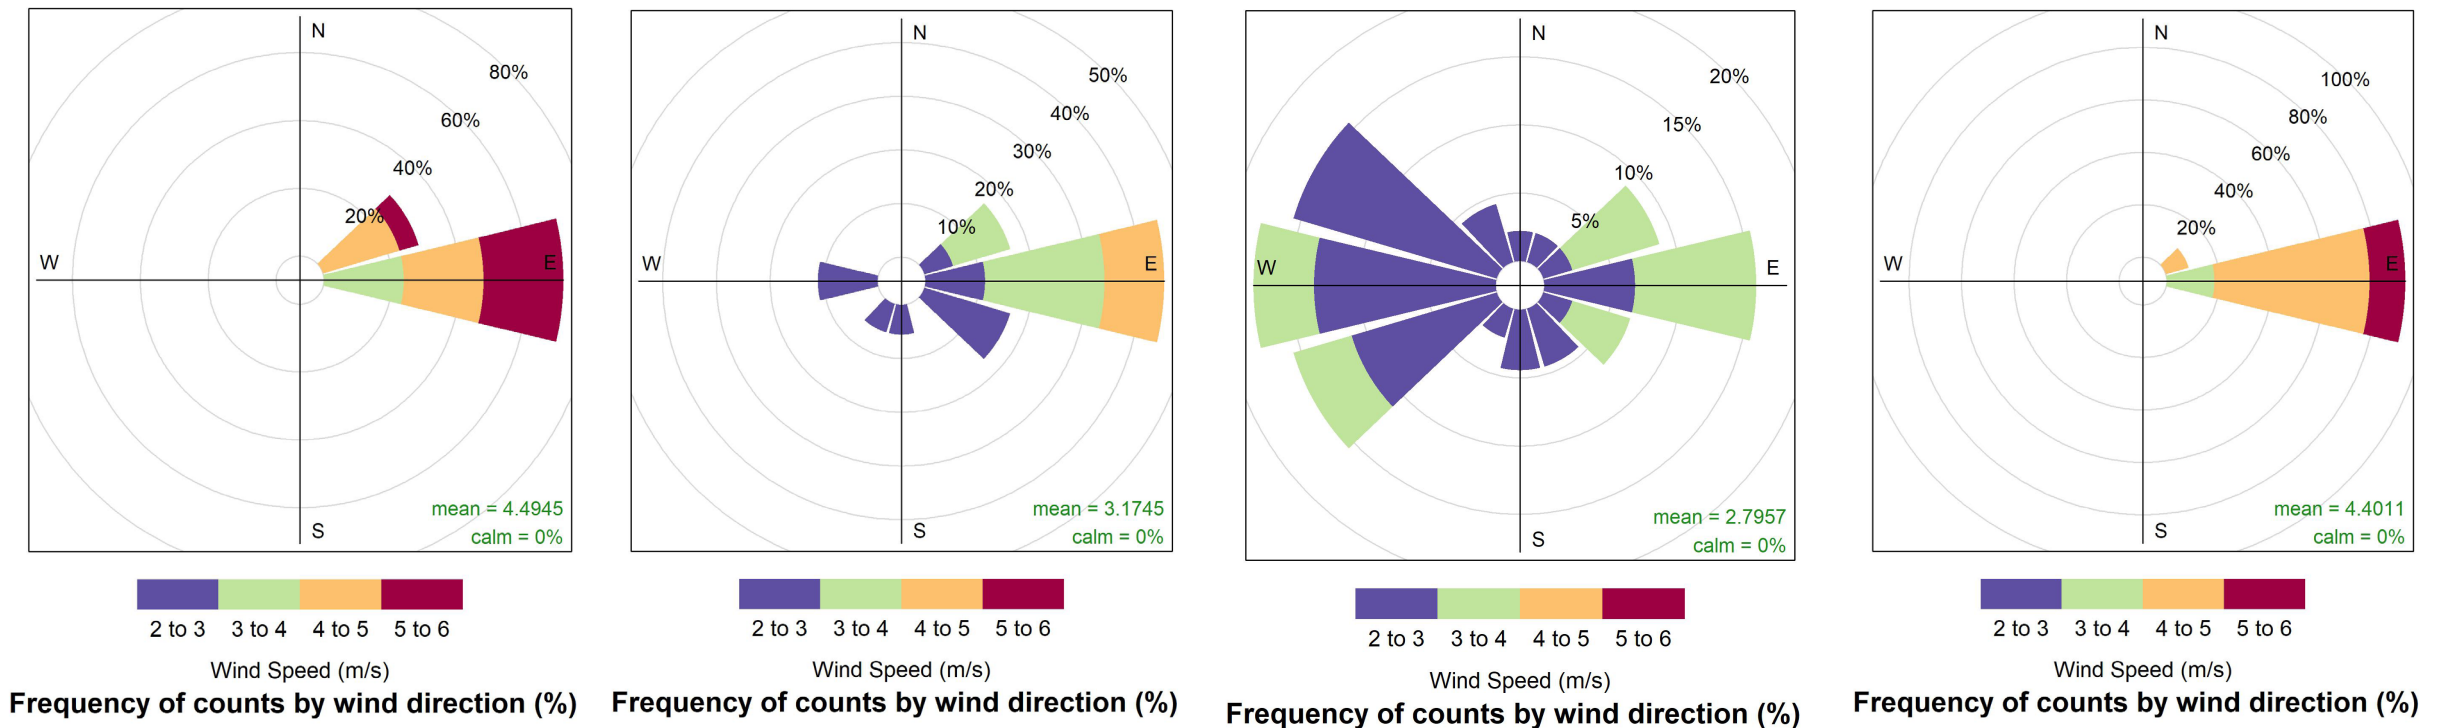 N
80%
60%
40%
20%
W
E
mean = 4.4945
calm = 0%
S
2 to 3 3 to 4 4 to 5 5 to 6
Wind Speed (m/s)
Frequency of counts by wind direction (%)
N
50%
40%
30%
20%
10%
W
E
mean = 3.1745
calm = 0%
S
2 to 3 3 to 4 4 to 5 5 to 6
Wind Speed (m/s)
Frequency of counts by wind direction (%)
N
20%
15%
10%
5%
W
E
mean = 2.7957
calm = 0%
S
2 to 3 3 to 4 4 to 5 5 to 6
Wind Speed (m/s)
Frequency of counts by wind direction (%)
N
100%
80%
60%
40%
20%
W
E
mean = 4.4011
calm = 0%
S
2 to 3 3 to 4 4 to 5 5 to 6
Wind Speed (m/s)
Frequency of counts by wind direction (%)